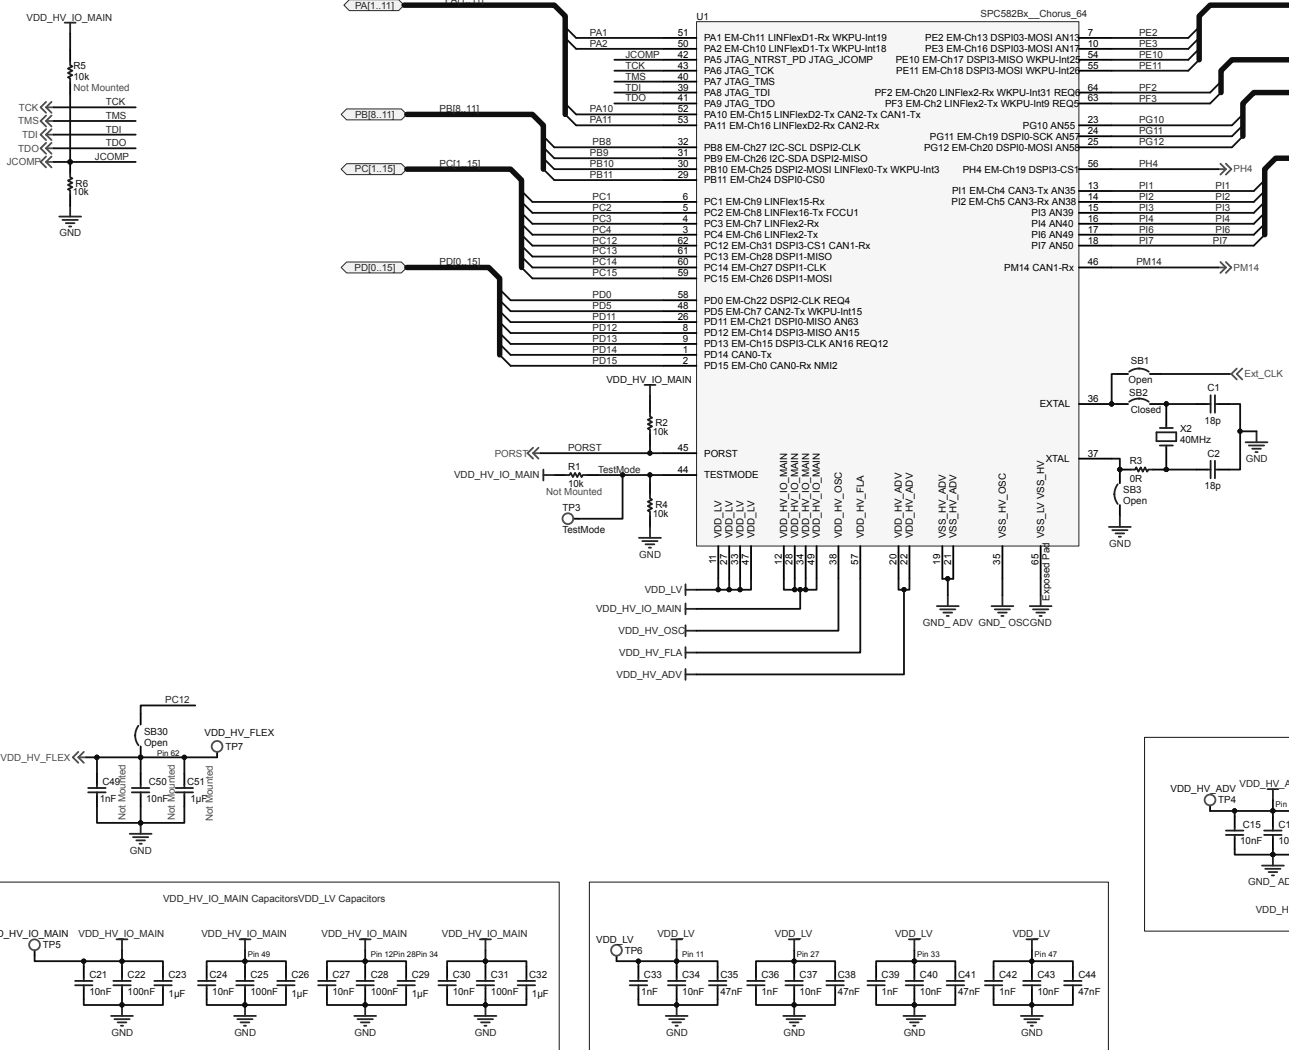 VDD_HV_IO_MAIN
R5
10k
Not Mounted
TCK TCK
TMS TMS
TDI TDI
TDO TDO
JCOMP JCOMP
R6
10k
GND
PA[1..11]
PB[8..11] PB[8..11]
PC[1..15] PC[1..15]
PD[0..15] PD[0..15]
U1
SPC582Bx__Chorus_64
PA1 51 PA1 EM-Ch11 LINFlexD1-Rx WKPU-Int19
PA2 50 PA2 EM-Ch10 LINFlexD1-Tx WKPU-Int18
JCOMP 42 PA5 JTAG_NTRST_PD JTAG_JCOMP
TCK 43 PA6 JTAG_TCK
TMS 40 PA7 JTAG_TMS
TDI 39 PA8 JTAG_TDI
TDO 41 PA9 JTAG_TDO
PA10 52 PA10 EM-Ch15 LINFlexD2-Tx CAN2-Tx CAN1-Tx
PA11 53 PA11 EM-Ch16 LINFlexD2-Rx CAN2-Rx
PB8 32 PB8 EM-Ch27 I2C-SCL DSPI2-CLK
PB9 31 PB9 EM-Ch26 I2C-SDA DSPI2-MISO
PB10 30 PB10 EM-Ch25 DSPI2-MOSI LINFlex0-Tx WKPU-Int3
PB11 29 PB11 EM-Ch24 DSPI0-CS0
PC1 6 PC1 EM-Ch9 LINFlex15-Rx
PC2 5 PC2 EM-Ch8 LINFlex16-Tx FCCU1
PC3 4 PC3 EM-Ch7 LINFlex2-Rx
PC4 3 PC4 EM-Ch6 LINFlex2-Tx
PC12 62 PC12 EM-Ch31 DSPI3-CS1 CAN1-Rx
PC13 61 PC13 EM-Ch28 DSPI1-MISO
PC14 60 PC14 EM-Ch27 DSPI1-CLK
PC15 59 PC15 EM-Ch26 DSPI1-MOSI
PD0 58 PD0 EM-Ch22 DSPI2-CLK REQ4
PD5 48 PD5 EM-Ch7 CAN2-Tx WKPU-Int15
PD11 26 PD11 EM-Ch21 DSPI0-MISO AN63
PD12 8 PD12 EM-Ch14 DSPI3-MISO AN15
PD13 9 PD13 EM-Ch15 DSPI3-CLK AN16 REQ12
PD14 1 PD14 CAN0-Tx
PD15 2 PD15 EM-Ch0 CAN0-Rx NMI2
PE2 EM-Ch13 DSPI03-MOSI AN13 7 PE2
PE3 EM-Ch16 DSPI03-MOSI AN17 10 PE3
PE10 EM-Ch17 DSPI3-MISO WKPU-Int25 54 PE10
PE11 EM-Ch18 DSPI3-MOSI WKPU-Int26 55 PE11
PF2 EM-Ch20 LINFlex2-Rx WKPU-Int31 REQ6 64 PF2
PF3 EM-Ch2 LINFlex2-Tx WKPU-Int9 REQ5 63 PF3
PG10 AN55 23 PG10
PG11 EM-Ch19 DSPI0-SCK AN57 24 PG11
PG12 EM-Ch20 DSPI0-MOSI AN58 25 PG12
PH4 EM-Ch19 DSPI3-CS1 56 PH4 PH4
PI1 EM-Ch4 CAN3-Tx AN35 13 PI1 PI1
PI2 EM-Ch5 CAN3-Rx AN38 14 PI2 PI2
PI3 AN39 15 PI3 PI3
PI4 AN40 16 PI4 PI4
PI6 AN49 17 PI6 PI6
PI7 AN50 18 PI7 PI7
PM14 CAN1-Rx 46 PM14 PM14
VDD_HV_IO_MAIN
R2
10k
PORST PORST 45 PORST
VDD_HV_IO_MAIN R1 TestMode 44 TESTMODE
10k
Not Mounted
TP3
TestMode
R4
10k
GND
SB1
Open
Ext_CLK
SB2
Closed
EXTAL 36
C1
18p
X2
40MHz
GND
XTAL 37
R3
0R
C2
18p
SB3
Open
GND
VDD_LV VDD_LV VDD_LV VDD_LV
VDD_HV_IO_MAIN VDD_HV_IO_MAIN VDD_HV_IO_MAIN VDD_HV_IO_MAIN
VDD_HV_OSC
VDD_HV_FLA
VDD_HV_ADV VDD_HV_ADV
VSS_HV_ADV VSS_HV_ADV
VSS_HV_OSC
VSS_LV VSS_HV
11 27 33 47 12 28 34 49 38 57 20 22 19 21 35 65
Exposed Pad
VDD_LV
VDD_HV_IO_MAIN
VDD_HV_OSC
VDD_HV_FLA
VDD_HV_ADV
GND_ ADV GND_ OSC GND
PC12
SB30
Open
VDD_HV_FLEX
TP7
VDD_HV_FLEX
Pin 62
C49
1nF
Not Mounted
C50
10nF
Not Mounted
C51
1µF
Not Mounted
GND
VDD_HV_ADV
TP4
Pin
C15
10nF
GND_
VDD_HV_IO_MAIN Capacitors VDD_LV Capacitors
TP5
VDD_HV_IO_MAIN VDD_HV_IO_MAIN VDD_HV_IO_MAIN VDD_HV_IO_MAIN
Pin 49 Pin 12 Pin 28 Pin 34
C21 C22 C23 C24 C25 C26 C27 C28 C29 C30 C31 C32
10nF 100nF 1µF 10nF 100nF 1µF 10nF 100nF 1µF 10nF 100nF 1µF
GND GND GND GND
VDD_LV
TP6
VDD_LV VDD_LV VDD_LV VDD_LV
Pin 11 Pin 27 Pin 33 Pin 47
C33 C34 C35 C36 C37 C38 C39 C40 C41 C42 C43 C44
1nF 10nF 47nF 1nF 10nF 47nF 1nF 10nF 47nF 1nF 10nF 47nF
GND GND GND GND